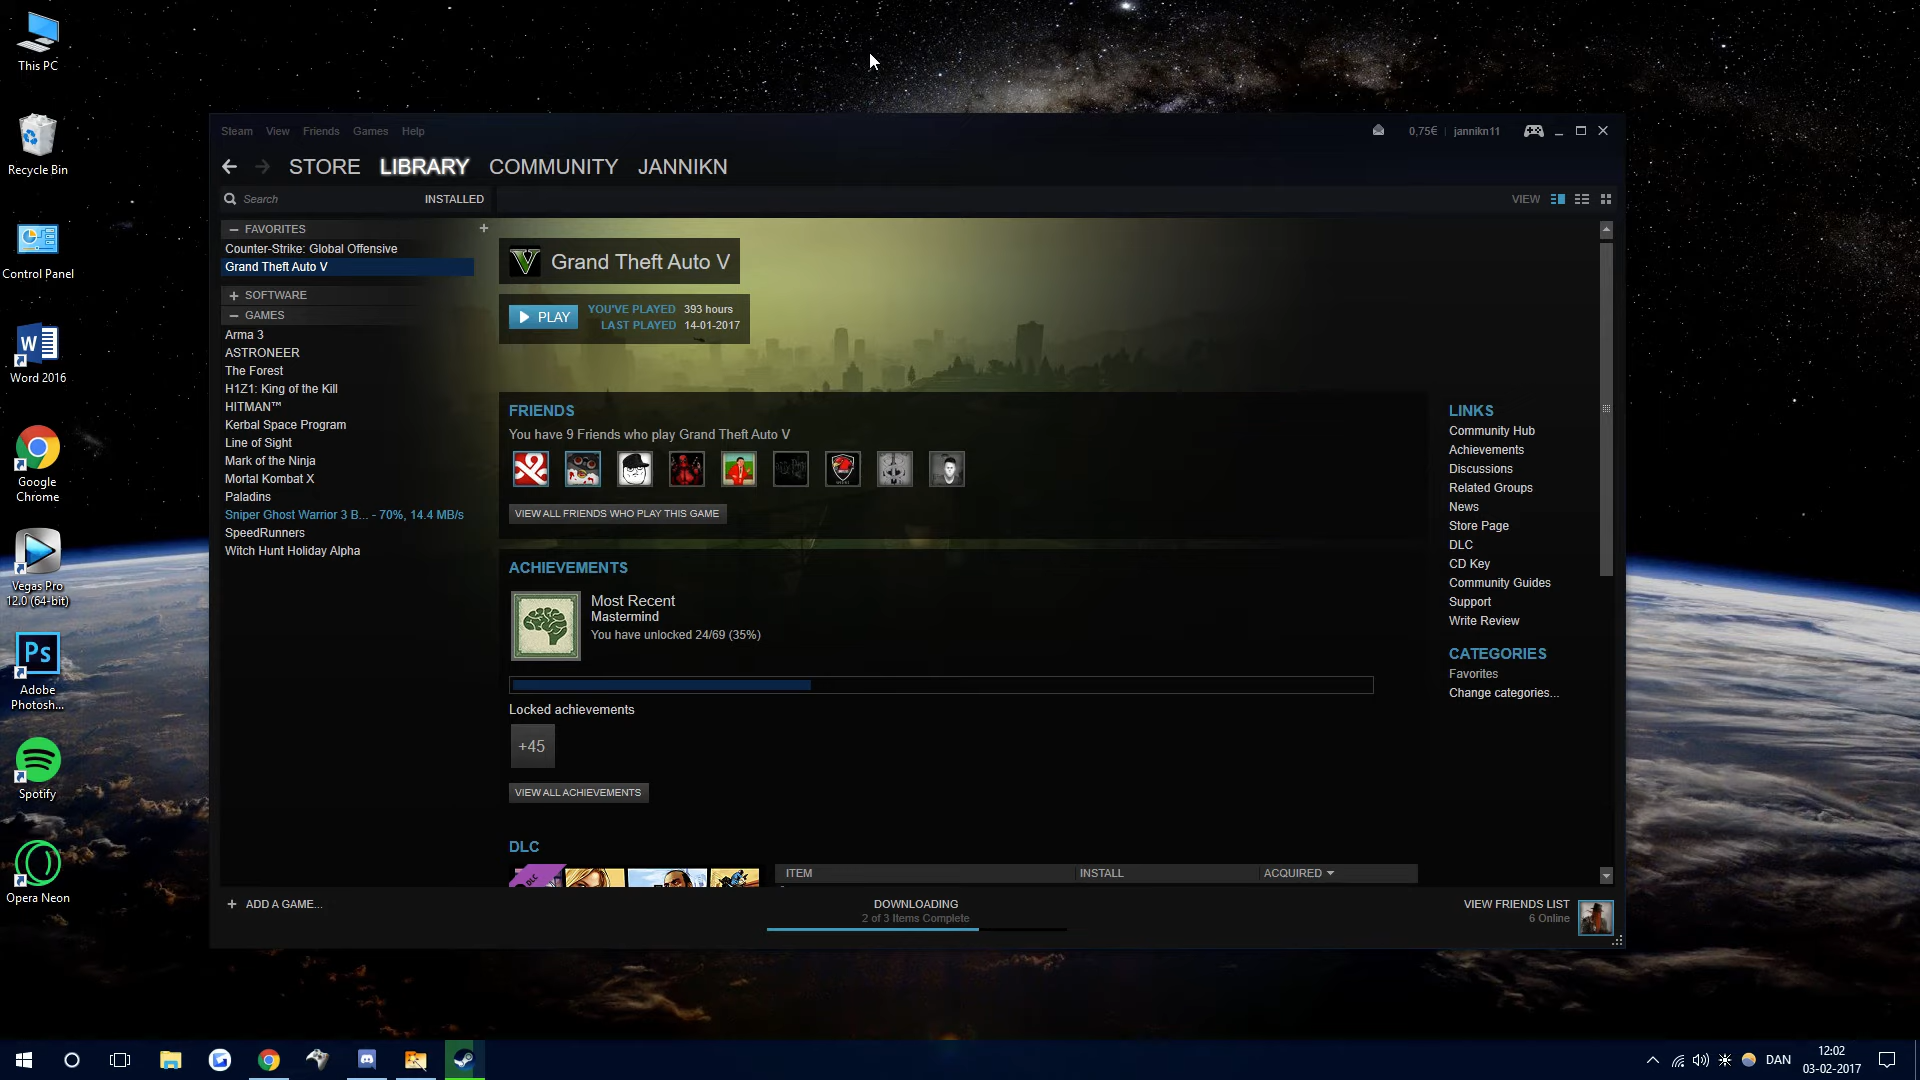 This PC
Recycle Bin
Control Panel
Word 2016
Google
Chrome
Vegas Pro
12.0 (64-bit)
Ps
Adobe
Photosh...
Spotify
Opera Neon
Steam View Friends Games Help
0,75€ | jannikn11
STORE LIBRARY COMMUNITY JANNIKN
Search INSTALLED
VIEW
– FAVORITES +
Counter-Strike: Global Offensive
Grand Theft Auto V
+ SOFTWARE
– GAMES
Arma 3
ASTRONEER
The Forest
H1Z1: King of the Kill
HITMAN™
Kerbal Space Program
Line of Sight
Mark of the Ninja
Mortal Kombat X
Paladins
Sniper Ghost Warrior 3 B... - 70%, 14.4 MB/s
SpeedRunners
Witch Hunt Holiday Alpha
V Grand Theft Auto V
PLAY
YOU'VE PLAYED 393 hours
LAST PLAYED 14-01-2017
FRIENDS
You have 9 Friends who play Grand Theft Auto V
VIEW ALL FRIENDS WHO PLAY THIS GAME
ACHIEVEMENTS
Most Recent
Mastermind
You have unlocked 24/69 (35%)
Locked achievements
+45
VIEW ALL ACHIEVEMENTS
DLC
DLC
ITEM INSTALL ACQUIRED
LINKS
Community Hub
Achievements
Discussions
Related Groups
News
Store Page
DLC
CD Key
Community Guides
Support
Write Review
CATEGORIES
Favorites
Change categories...
+ ADD A GAME...
DOWNLOADING
2 of 3 Items Complete
VIEW FRIENDS LIST
6 Online
DAN
12:02
03-02-2017